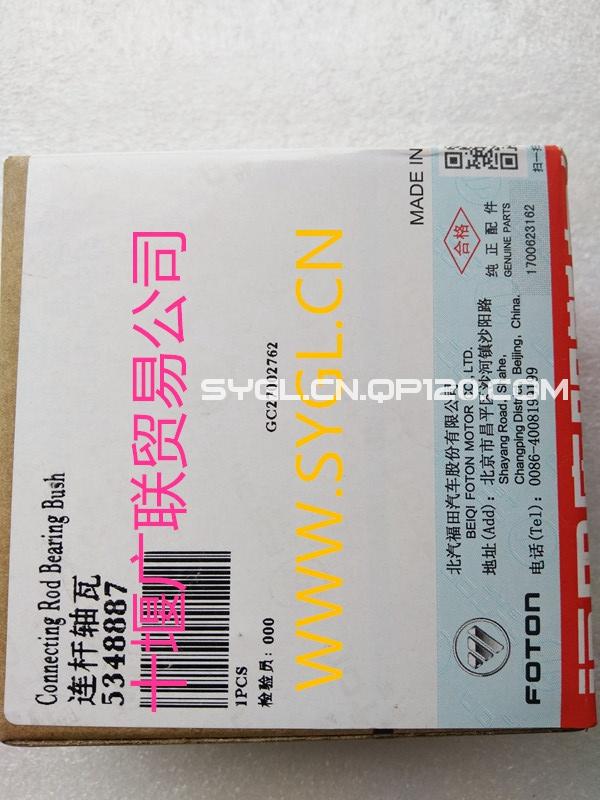 Connecting Rod Bearing Bush
连杆轴瓦
5348887
1PCS
检验员: 000
十堰广联贸易公司
WWW.SYGL.CN
SYGL.CN.QP120.COM
MADE IN
合格
纯正配件
GENUINE PARTS
1700623162
扫一扫
北汽福田汽车股份有限公司
BEIQI FOTON MOTOR CO., LTD.
地址(Add): 北京市昌平区沙河镇沙阳路
Shayang Road, Shahe,
Changping District, Beijing, China.
电话(Tel):
FOTON